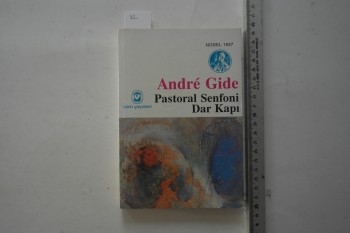 NOBEL 1947
André Gide
Pastoral Senfoni
Dar Kapı